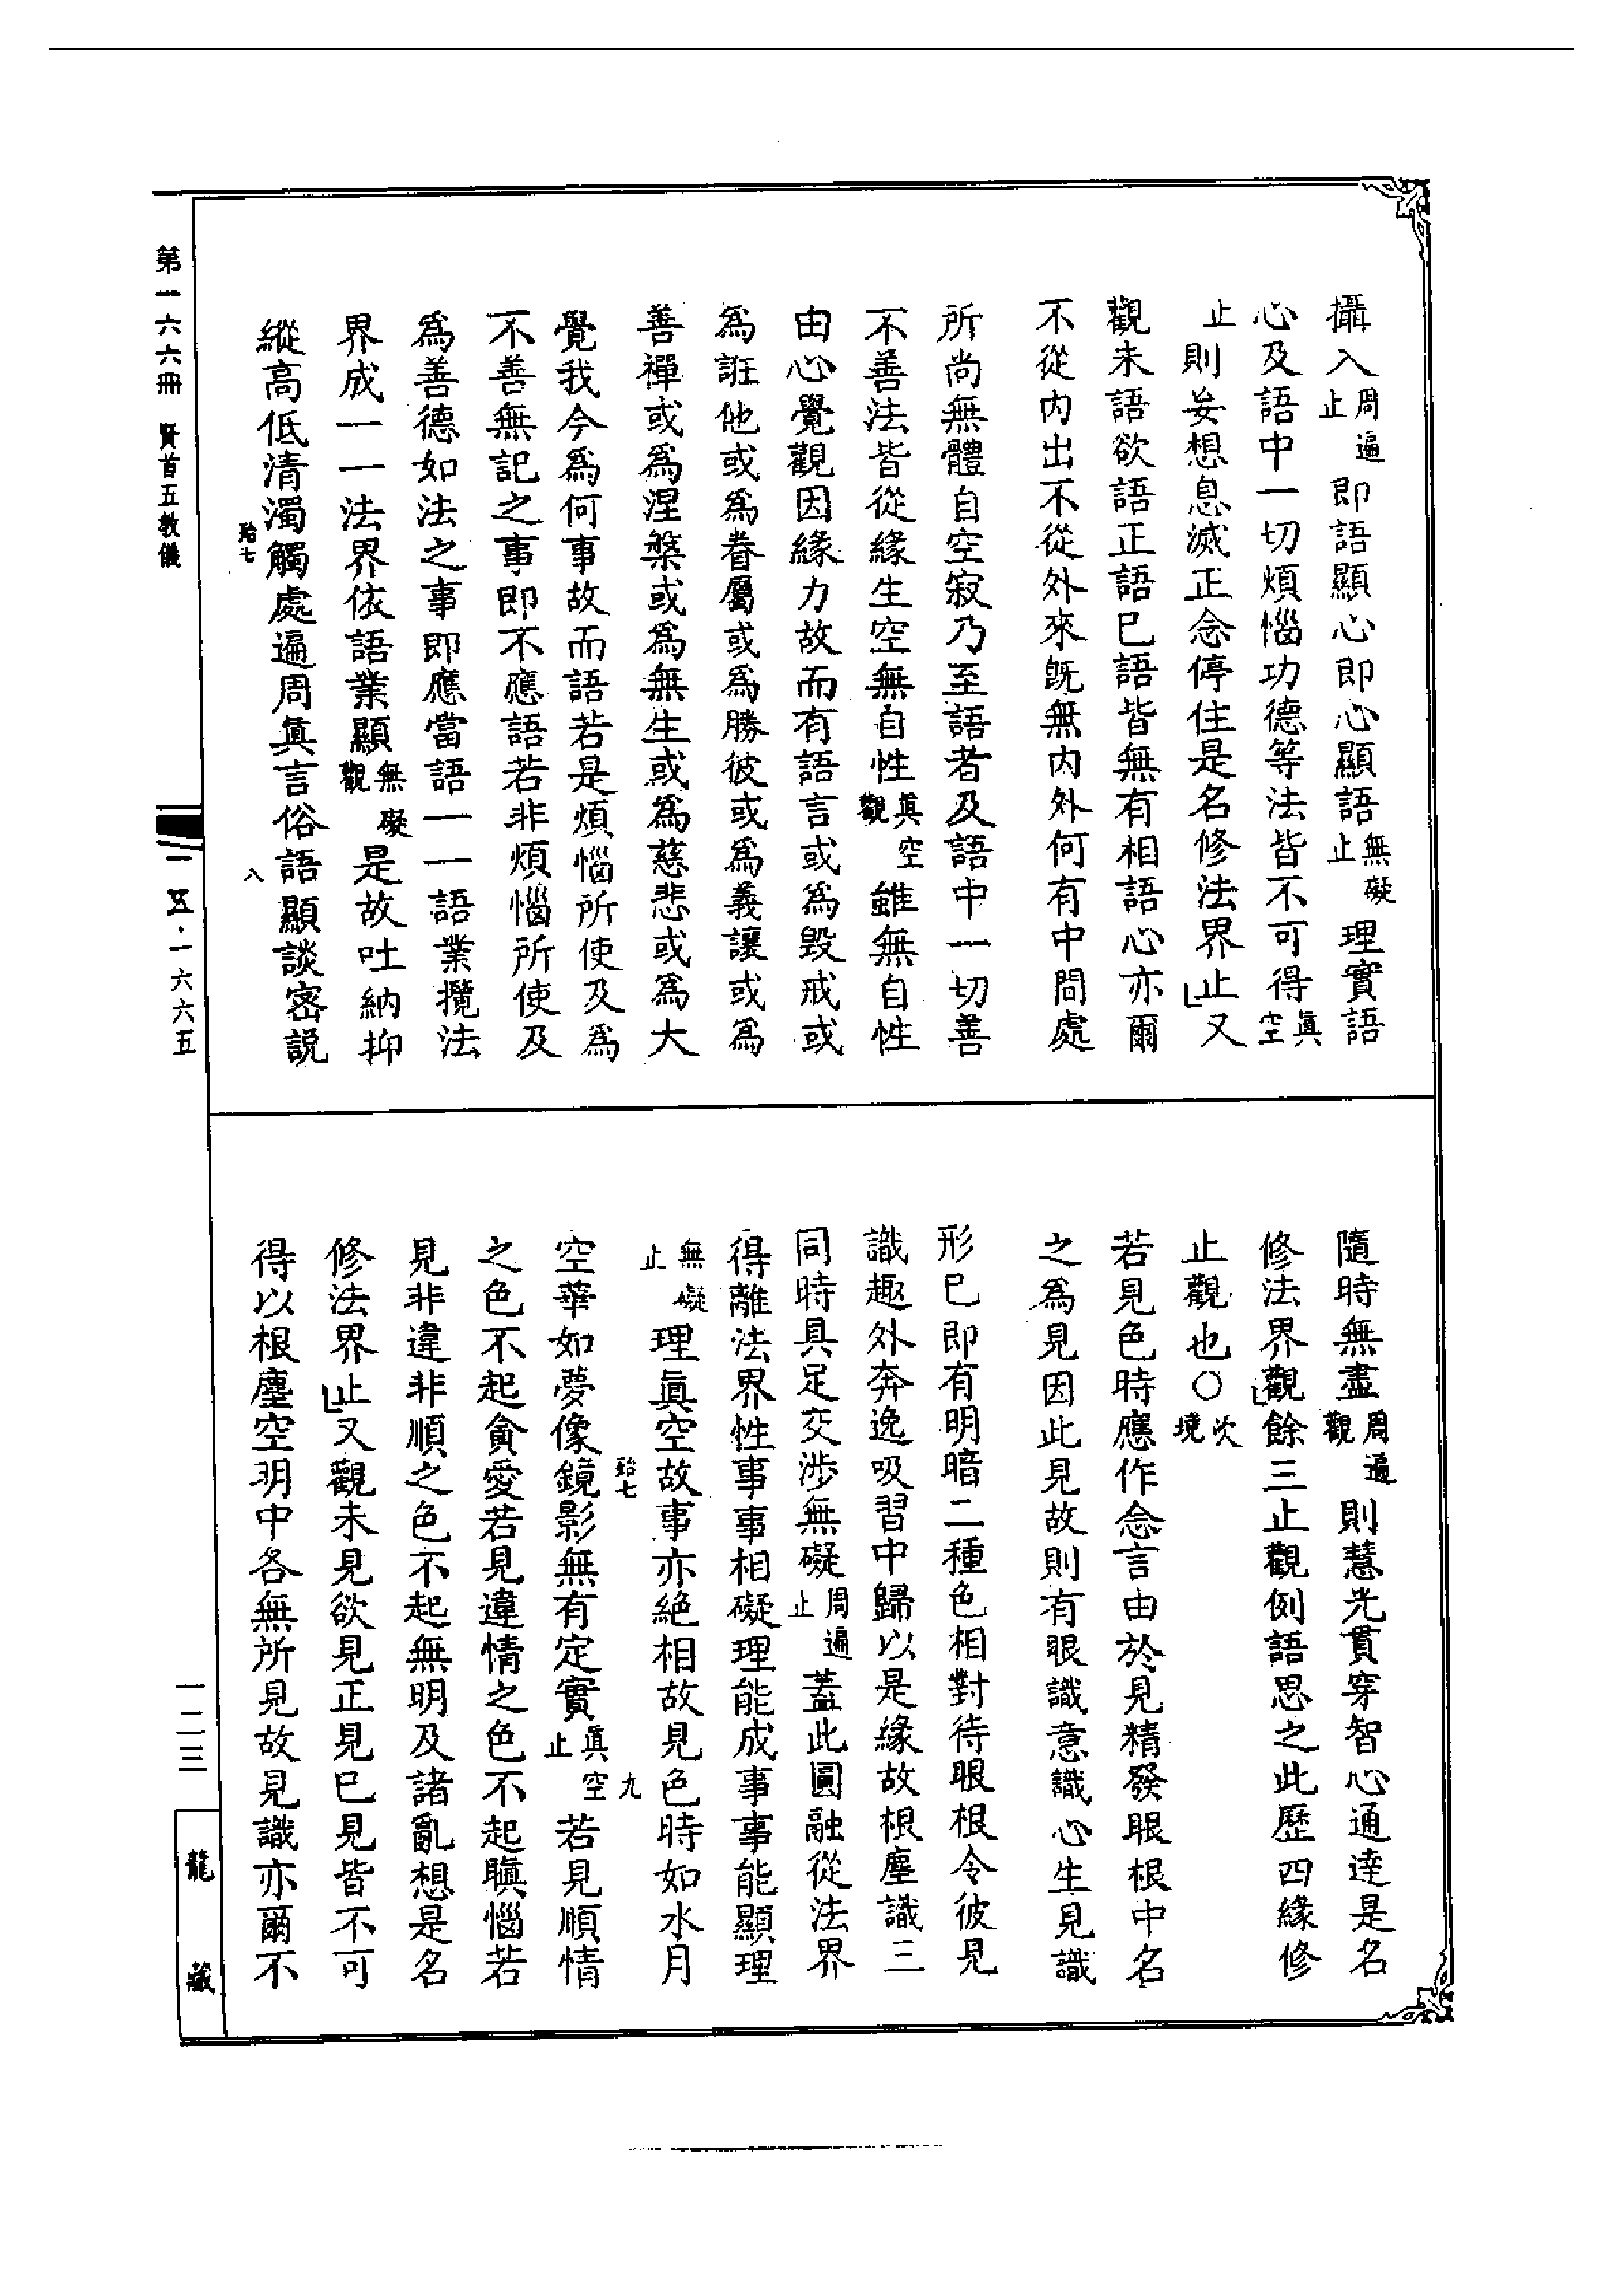 攝入周遍止即語顯心即心顯語無礙止理實語
心及語中一切煩惱功德等法皆不可得眞空
止則妄想息滅正念停住是名修法界止又
觀未語欲語正語已語皆無有相語心亦爾
不從內出不從外來既無內外何有中間處
所尚無體自空寂乃至語者及語中一切善
不善法皆從緣生空無自性眞空觀雖無自性
由心覺觀因緣力故而有語言或為毀戒或
為誑他或為眷屬或為勝彼或為義讓或為
善禪或為涅槃或為無生或為慈悲或為大
覺我今為何事故而語若是煩惱所使及為
不善無記之事即不應語若非煩惱所使及
為善德如法之事即應當語一一語業攬法
界成一一法界依語業顯無礙觀是故吐納抑
縱高低清濁觸處遍周眞言俗語顯談密説
殆七
八
隨時無盡周遍觀則慧光貫穿智心通達是名
修法界觀餘三止觀例語思之此歷四緣修
止觀也○次境
若見色時應作念言由於見精發眼根中名
之為見因此見故則有眼識意識心生見識
形已即有明暗二種色相對待眼根令彼見
識趣外奔逸吸習中歸以是緣故根塵識三
同時具足交涉無礙周遍止蓋此圓融從法界
得離法界性事事相礙理能成事事能顯理
無礙止理眞空故事亦絶相故見色時如水月
殆七
九
空華如夢像鏡影無有定實眞空止若見順情
之色不起貪愛若見違情之色不起瞋惱若
見非違非順之色不起無明及諸亂想是名
修法界止又觀未見欲見正見已見皆不可
得以根塵空明中各無所見故見識亦爾不
第一六六冊 賢首五教儀
一五·一六六五
一二三
龍藏